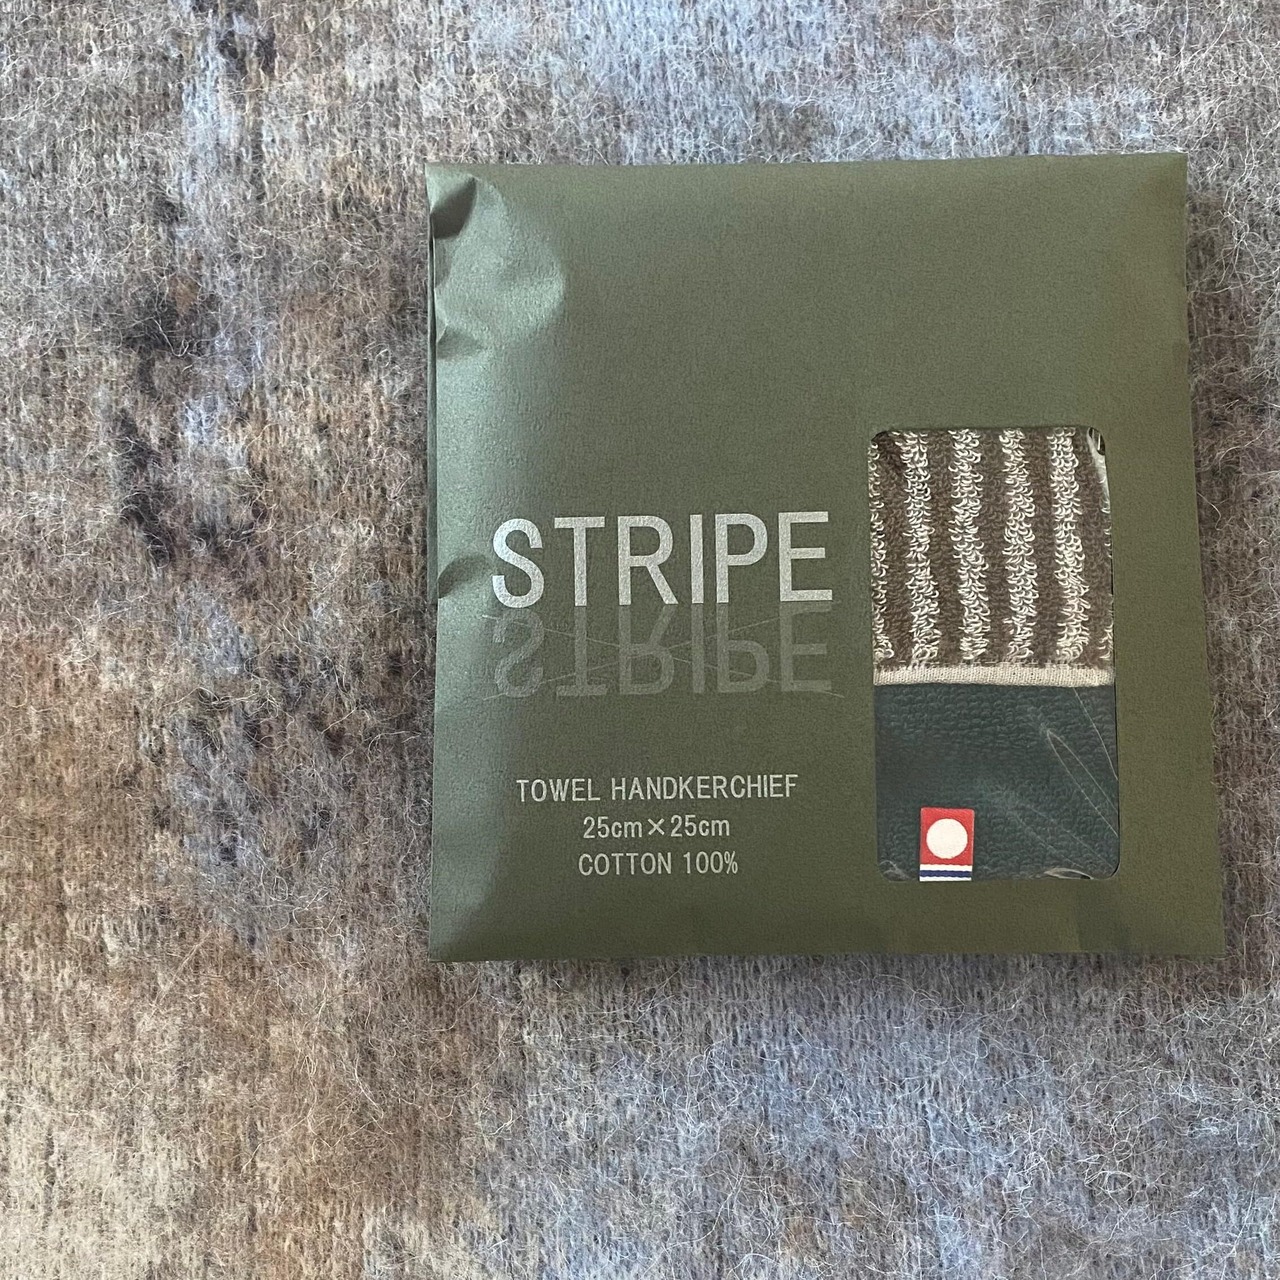 STRIPE
STRIPE
TOWEL HANDKERCHIEF
25cm×25cm
COTTON 100%